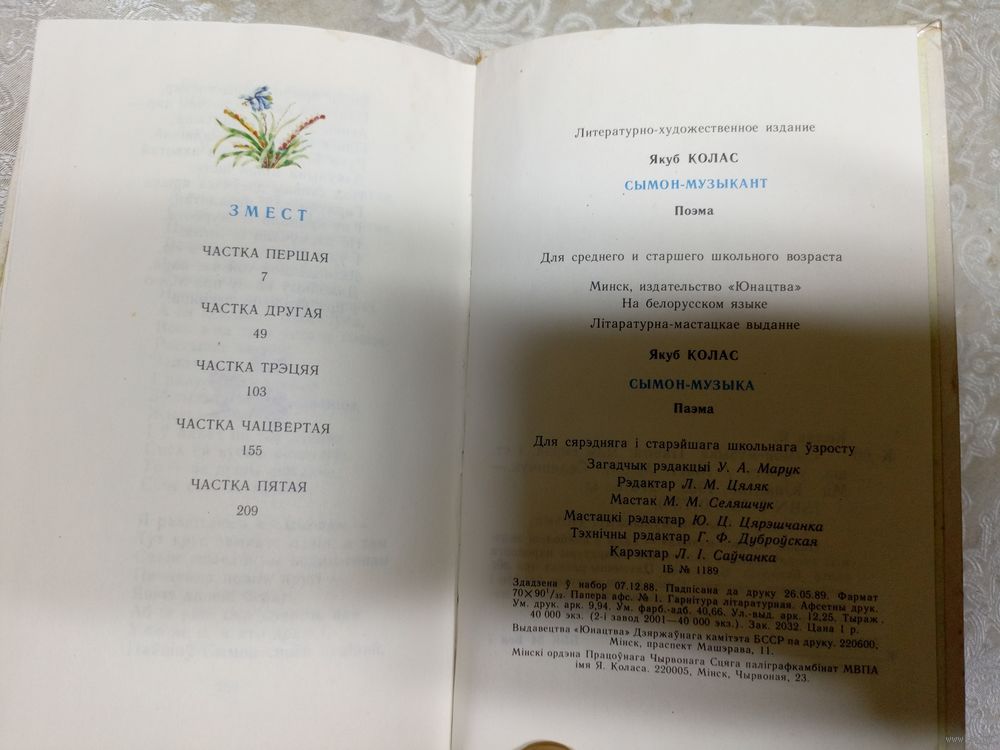 ЗМЕСТ
ЧАСТКА ПЕРШАЯ
7
ЧАСТКА ДРУГАЯ
49
ЧАСТКА ТРЭЦЯЯ
103
ЧАСТКА ЧАЦВЕРТАЯ
155
ЧАСТКА ПЯТАЯ
209
Литературно-художественное издание
Якуб КОЛАС
СЫМОН-МУЗЫКАНТ
Поэма
Для среднего и старшего школьного возраста
Минск, издательство «Юнацтва»
На белорусском языке
Літаратурна-мастацкае выданне
Якуб КОЛАС
СЫМОН-МУЗЫКА
Паэма
Для сярэдняга і старэйшага школьнага ўзросту
Загадчык рэдакцыі У. А. Марук
Рэдактар Л. М. Цяляк
Мастак М. М. Селяшчук
Мастацкі рэдактар Ю. Ц. Цярэшчанка
Тэхнічны рэдактар Г. Ф. Дуброўская
Карэктар Л. І. Саўчанка
ІБ № 1189
Здадзена ў набор 07.12.88. Падпісана да друку 26.05.89. Фармат
70×90¹/₃₂. Папера афс. № 1. Гарнітура літаратурная. Афсетны друк.
Ум. друк. арк. 9,94. Ум. фарб.-адб. 40,66. Ул.-выд. арк. 12,25. Тыраж.
40 000 экз. (2-і завод 2001—40 000 экз.). Зак. 2032. Цана 1 р.
Выдавецтва «Юнацтва» Дзяржаўнага камітэта БССР па друку. 220600,
Мінск, праспект Машэрава, 11.
Мінскі ордэна Працоўнага Чырвонага Сцяга паліграфкамбінат МВПА
імя Я. Коласа. 220005, Мінск, Чырвоная, 23.